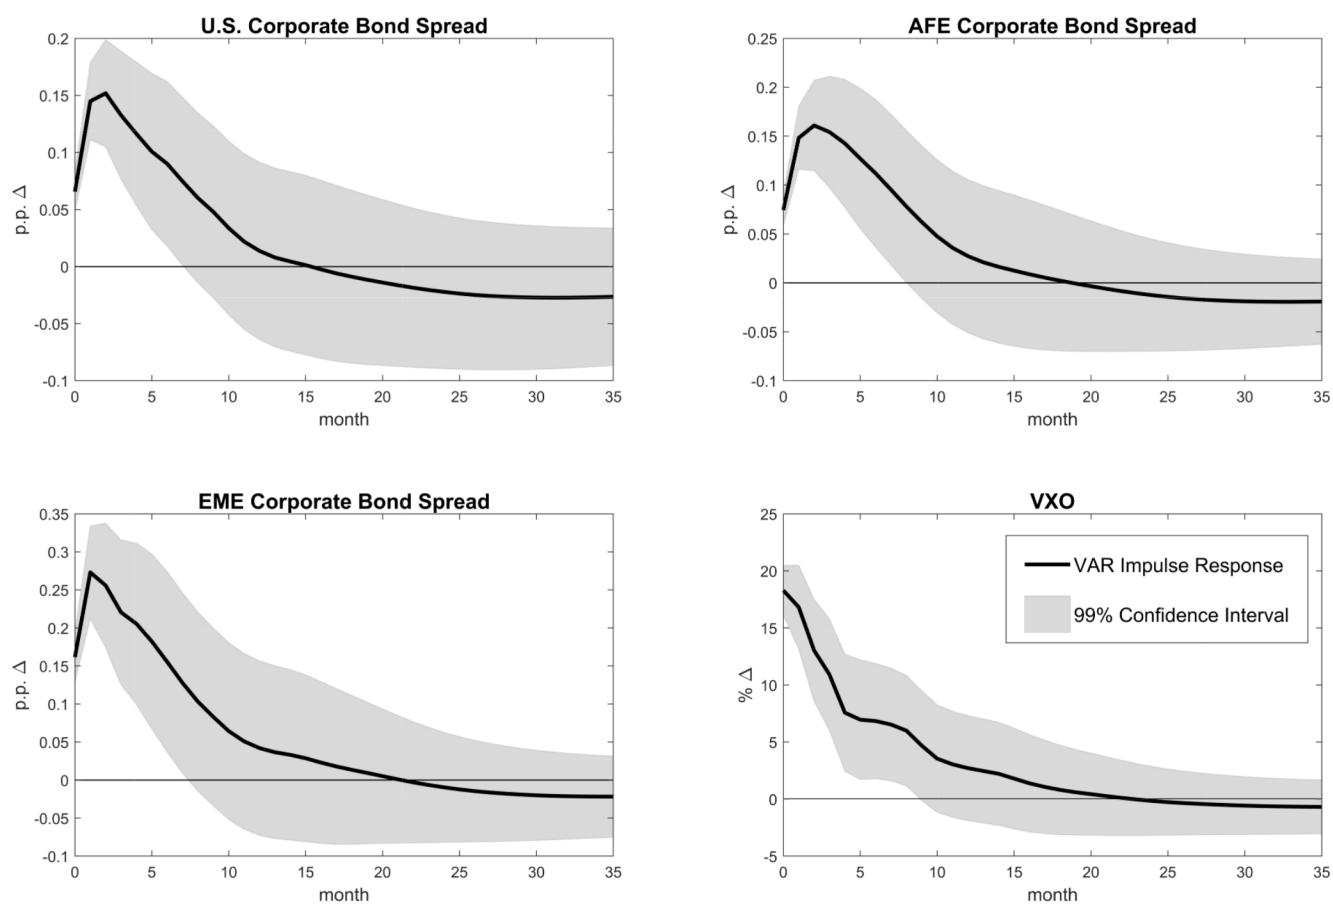 U.S. Corporate Bond Spread
0.2
0.15
0.1
0.05
0
-0.05
-0.1
p.p. Δ
0 5 10 15 20 25 30 35
month
AFE Corporate Bond Spread
0.25
0.2
0.15
0.1
0.05
0
-0.05
-0.1
p.p. Δ
0 5 10 15 20 25 30 35
month
EME Corporate Bond Spread
0.35
0.3
0.25
0.2
0.15
0.1
0.05
0
-0.05
-0.1
p.p. Δ
0 5 10 15 20 25 30 35
month
VXO
25
20
15
10
5
0
-5
% Δ
VAR Impulse Response
99% Confidence Interval
0 5 10 15 20 25 30 35
month